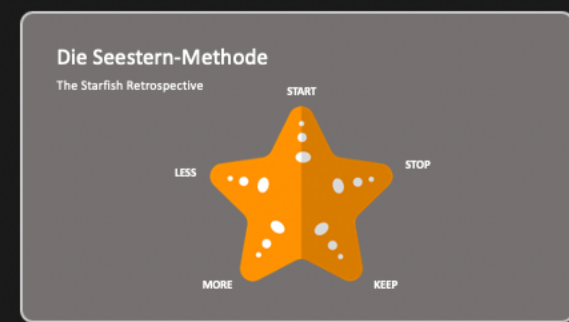 Die Seestern-Methode
The Starfish Retrospective
START
STOP
LESS
MORE
KEEP